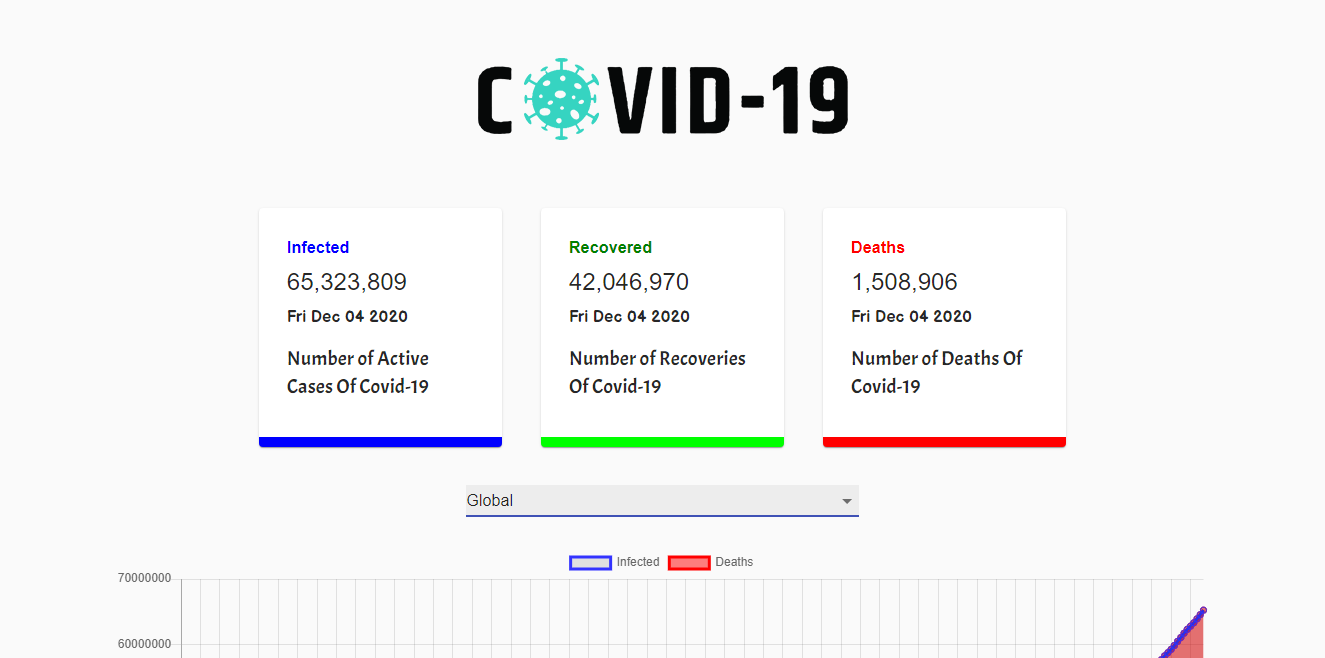 COVID-19
Infected
65,323,809
Fri Dec 04 2020
Number of Active
Cases Of Covid-19
Recovered
42,046,970
Fri Dec 04 2020
Number of Recoveries
Of Covid-19
Deaths
1,508,906
Fri Dec 04 2020
Number of Deaths Of
Covid-19
Global
Infected Deaths
70000000
60000000